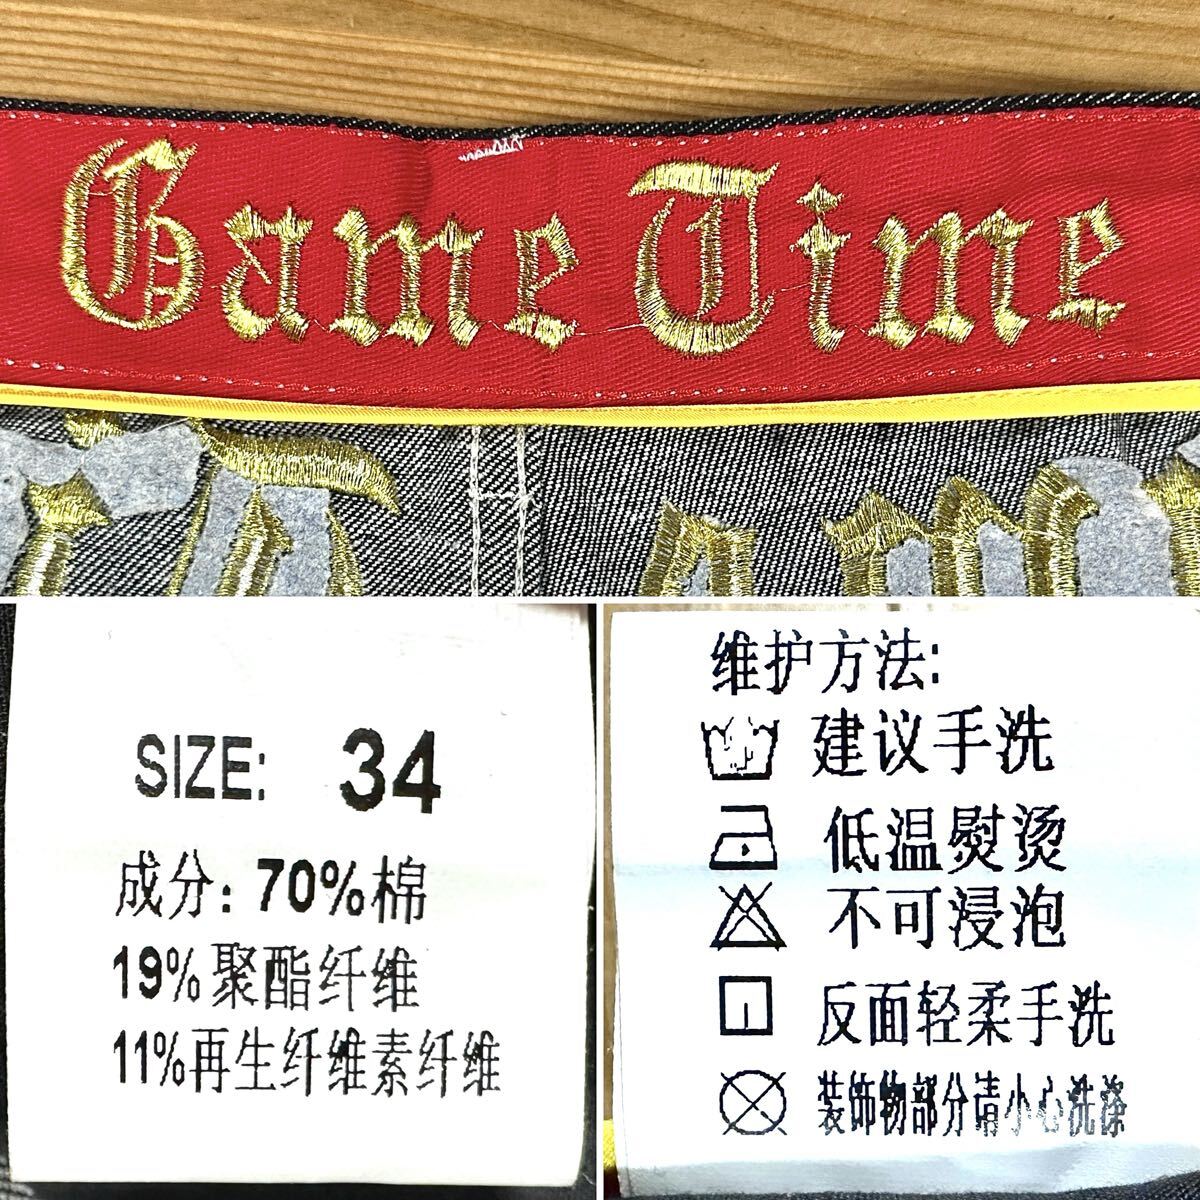 Game Time
SIZE: 34
成分: 70%棉
19%聚酯纤维
11%再生纤维素纤维
维护方法:
建议手洗
低温熨烫
不可浸泡
反面轻柔手洗
装饰物部分请小心洗涤